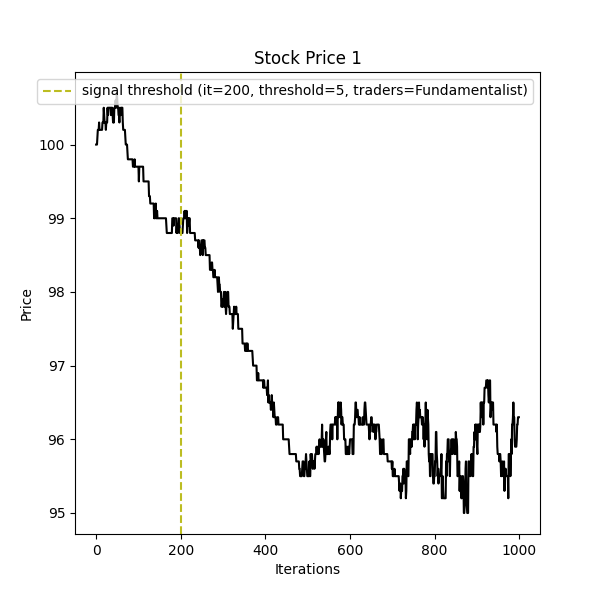 Stock Price 1
signal threshold (it=200, threshold=5, traders=Fundamentalist)
100
99
98
97
96
95
Price
0 200 400 600 800 1000
Iterations